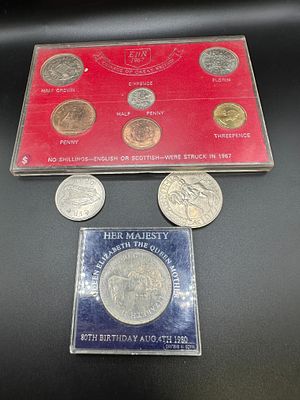 EIIR
1967
COINAGE OF GREAT BRITAIN
HALF CROWN
SIXPENCE
FLORIN
HALF PENNY
PENNY
THREEPENCE
NO SHILLINGS—ENGLISH OR SCOTTISH—WERE STRUCK IN 1967
HER MAJESTY
QUEEN ELIZABETH THE QUEEN MOTHER
80TH BIRTHDAY AUG.4TH 1980